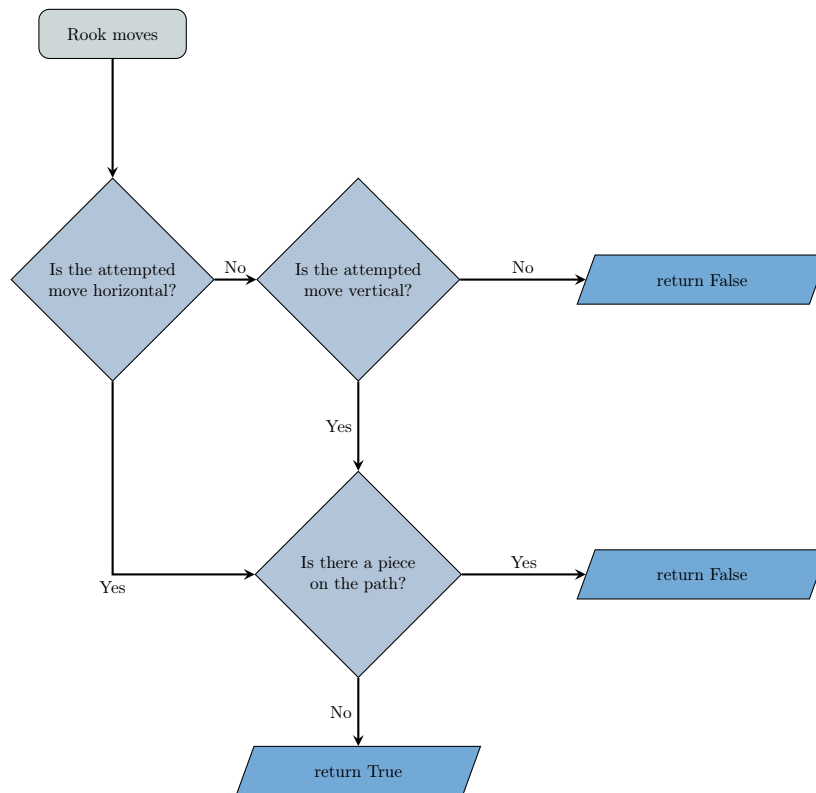 Rook moves
Is the attempted
move horizontal?
No
Is the attempted
move vertical?
No
return False
Yes
Is there a piece
on the path?
Yes
return False
Yes
No
return True